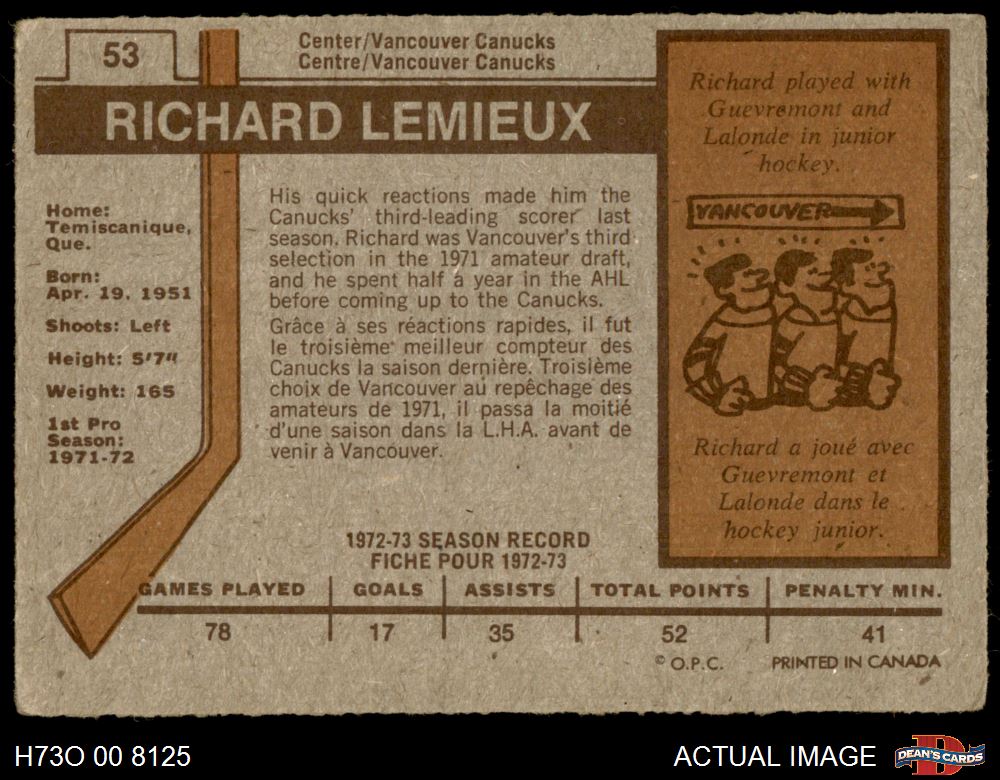 53
Center/Vancouver Canucks
Centre/Vancouver Canucks
RICHARD LEMIEUX
Home:
Temiscanique,
Que.
Born:
Apr. 19, 1951
Shoots: Left
Height: 5'7"
Weight: 165
1st Pro
Season:
1971-72
His quick reactions made him the
Canucks' third-leading scorer last
season. Richard was Vancouver's third
selection in the 1971 amateur draft,
and he spent half a year in the AHL
before coming up to the Canucks.
Grâce à ses réactions rapides, il fut
le troisième meilleur compteur des
Canucks la saison dernière. Troisième
choix de Vancouver au repêchage des
amateurs de 1971, il passa la moitié
d'une saison dans la L.H.A. avant de
venir à Vancouver.
Richard played with
Guevremont and
Lalonde in junior
hockey.
VANCOUVER
Richard a joué avec
Guevremont et
Lalonde dans le
hockey junior.
1972-73 SEASON RECORD
FICHE POUR 1972-73
GAMES PLAYED GOALS ASSISTS TOTAL POINTS PENALTY MIN.
78 17 35 52 41
© O.P.C. PRINTED IN CANADA
H73O 00 8125 ACTUAL IMAGE DEAN'S CARDS